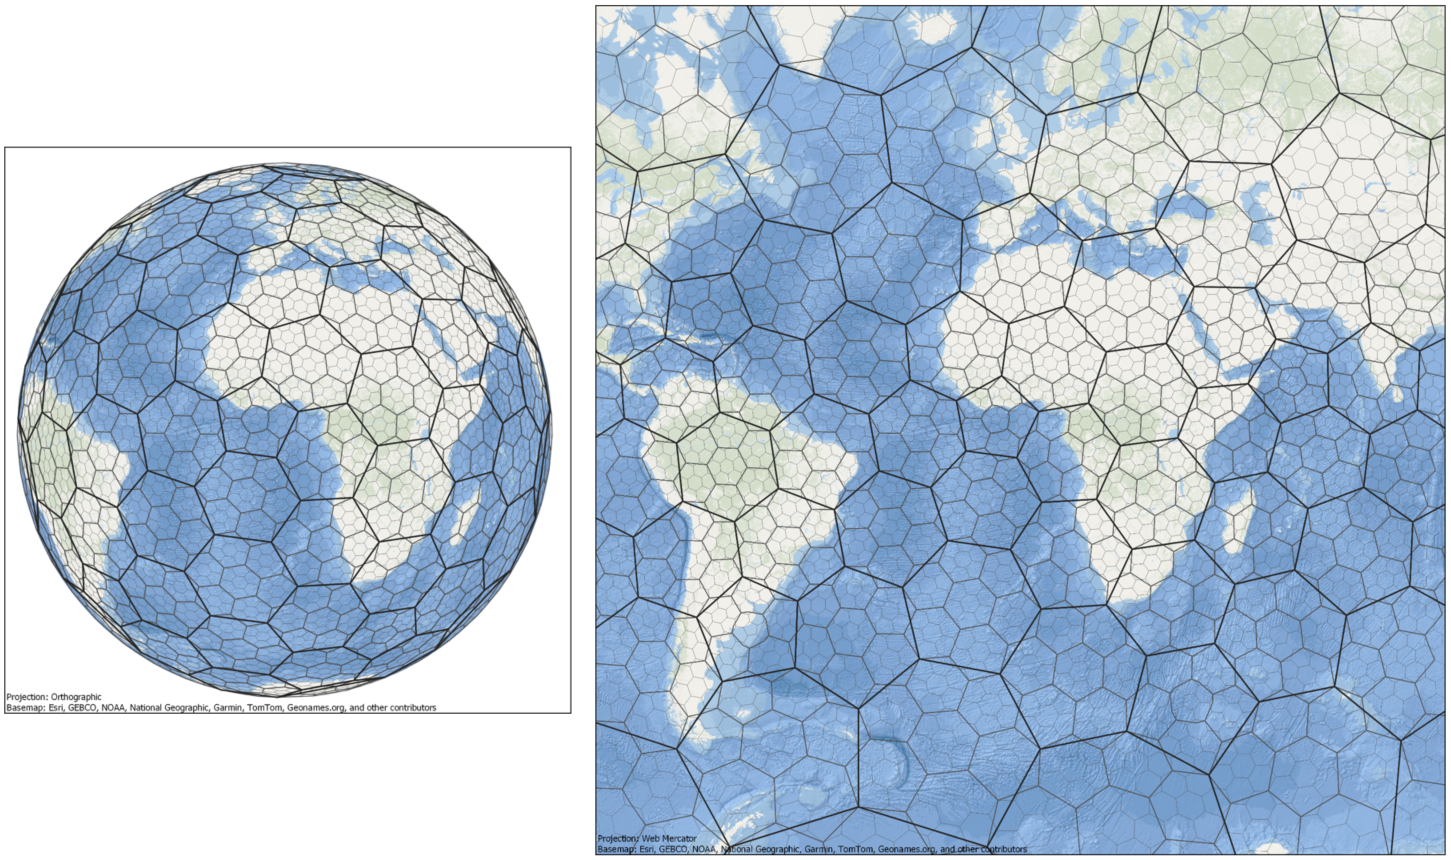 Projection: Orthographic
Basemap: Esri, GEBCO, NOAA, National Geographic, Garmin, TomTom, Geonames.org, and other contributors
Projection: Web Mercator
Basemap: Esri, GEBCO, NOAA, National Geographic, Garmin, TomTom, Geonames.org, and other contributors